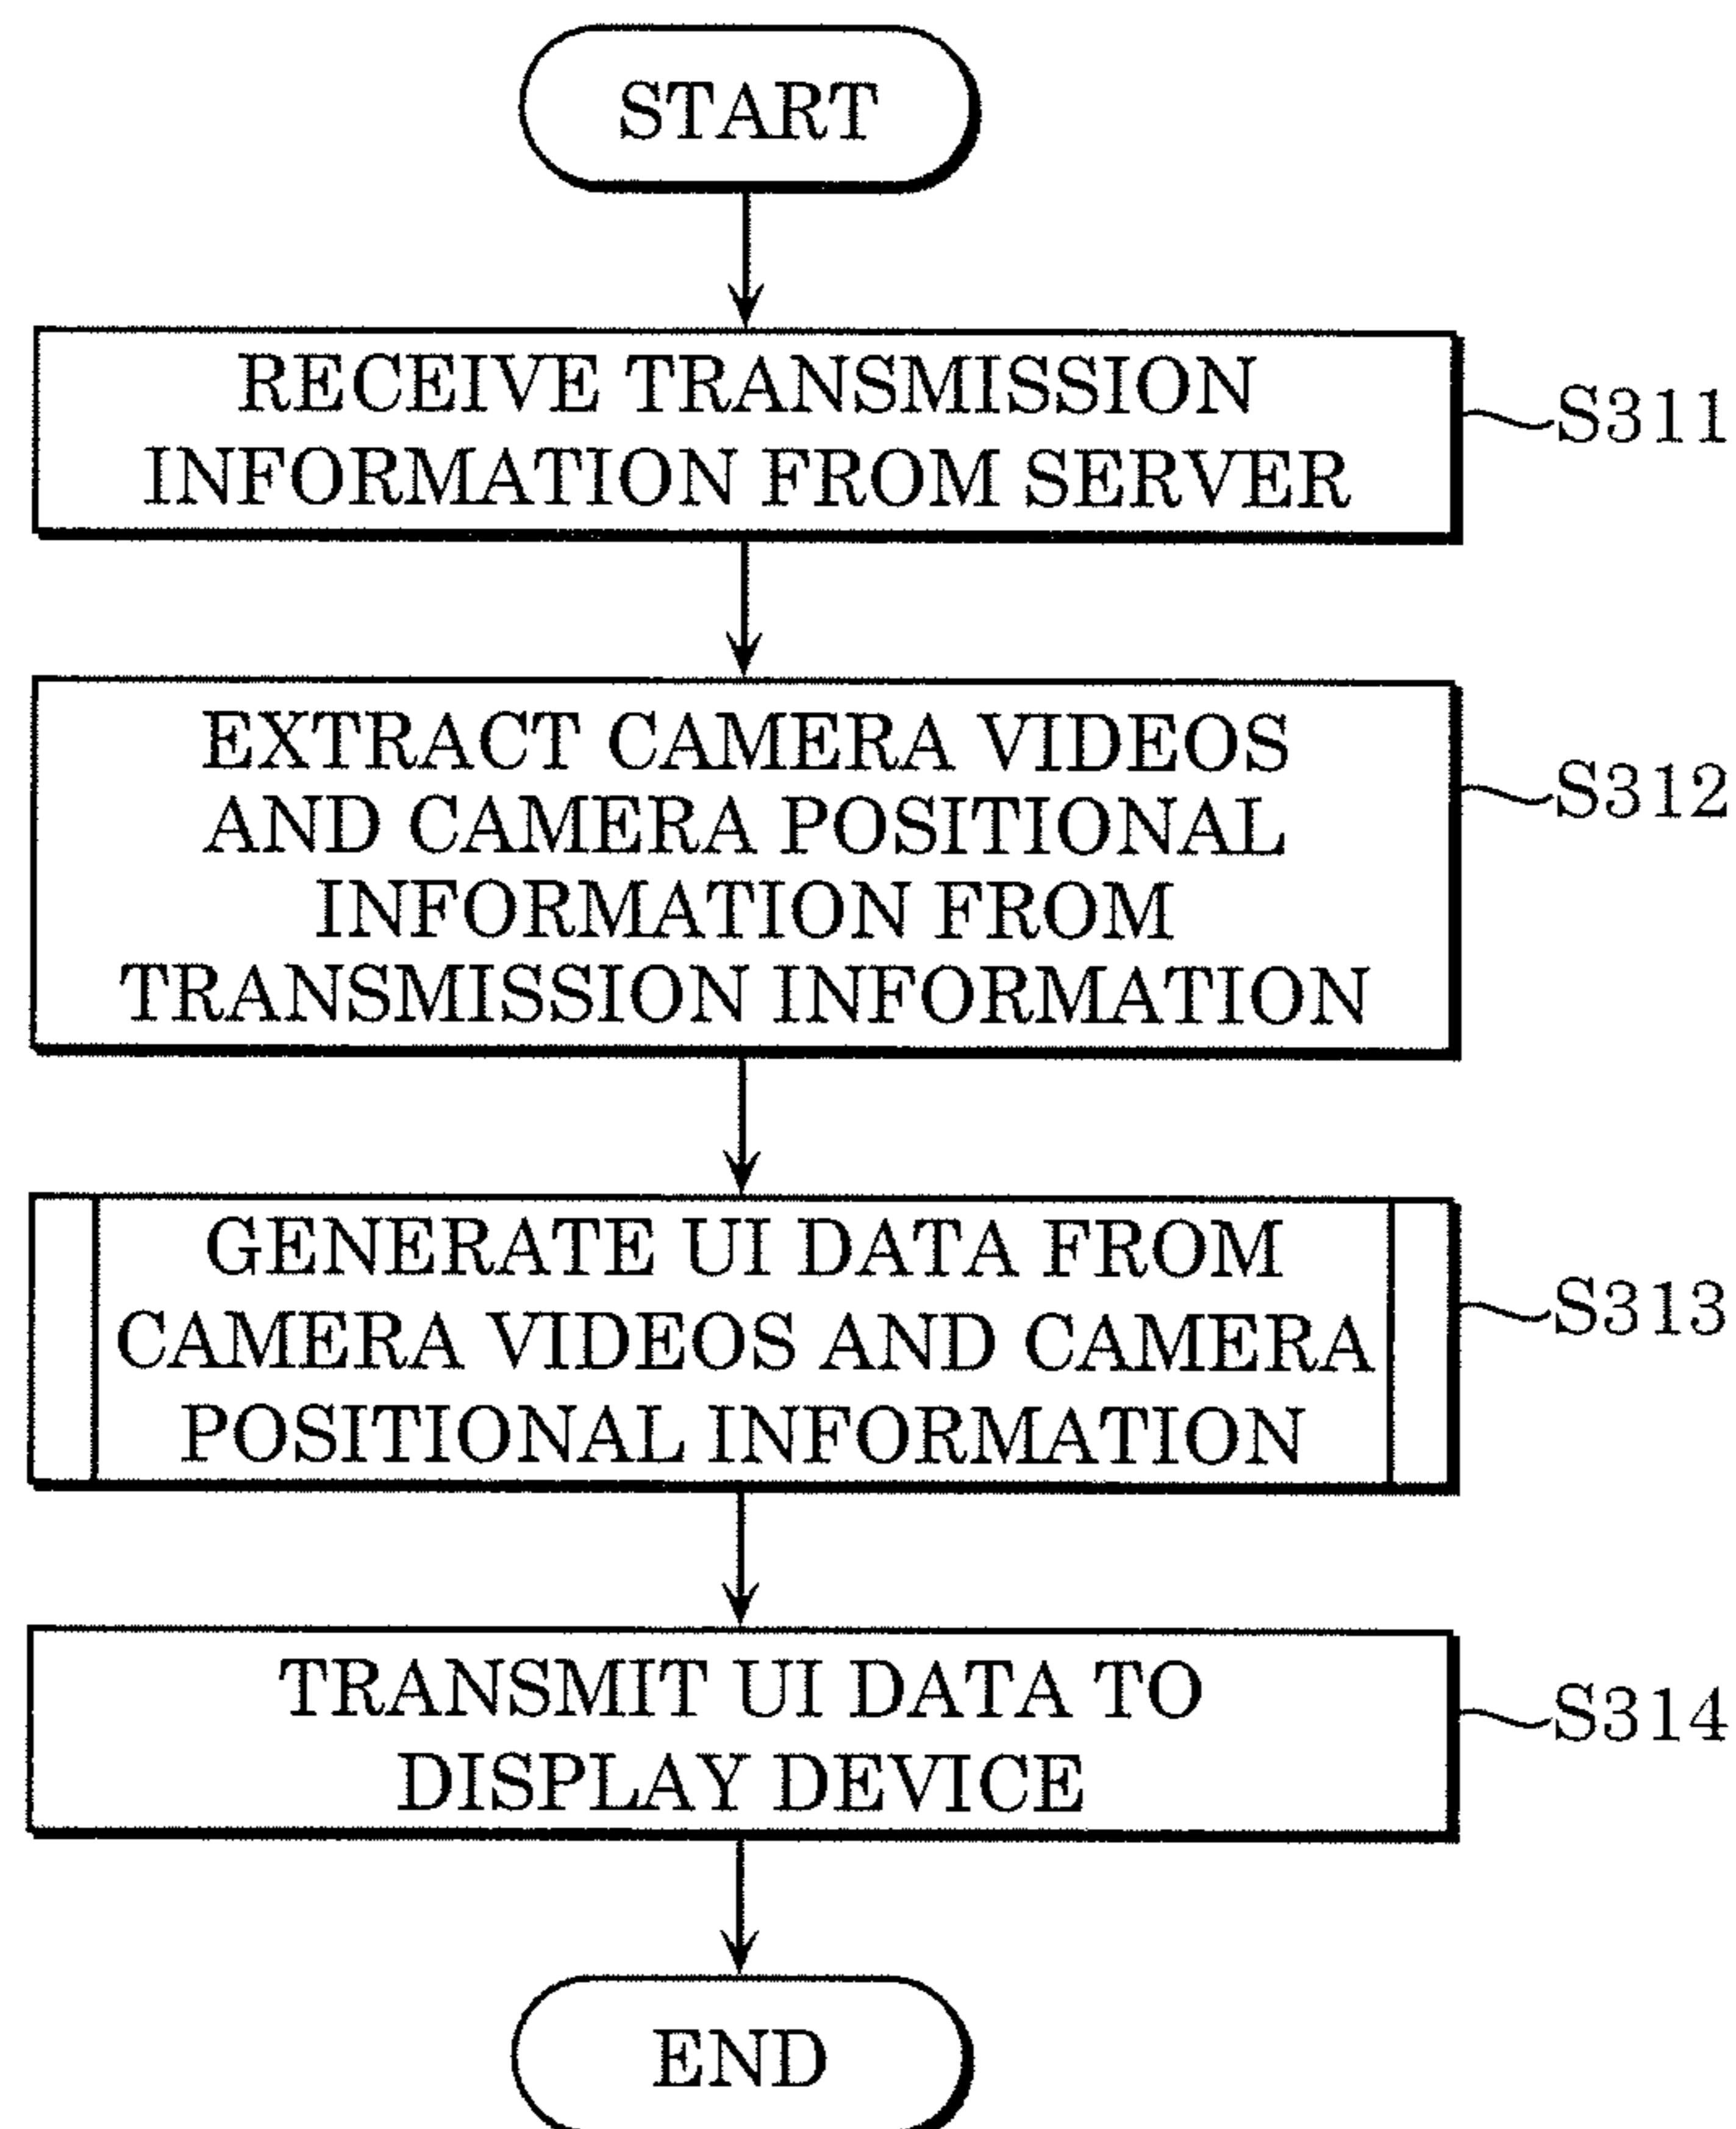 START
RECEIVE TRANSMISSION
INFORMATION FROM SERVER
S311
EXTRACT CAMERA VIDEOS
AND CAMERA POSITIONAL
INFORMATION FROM
TRANSMISSION INFORMATION
S312
GENERATE UI DATA FROM
CAMERA VIDEOS AND CAMERA
POSITIONAL INFORMATION
S313
TRANSMIT UI DATA TO
DISPLAY DEVICE
S314
END